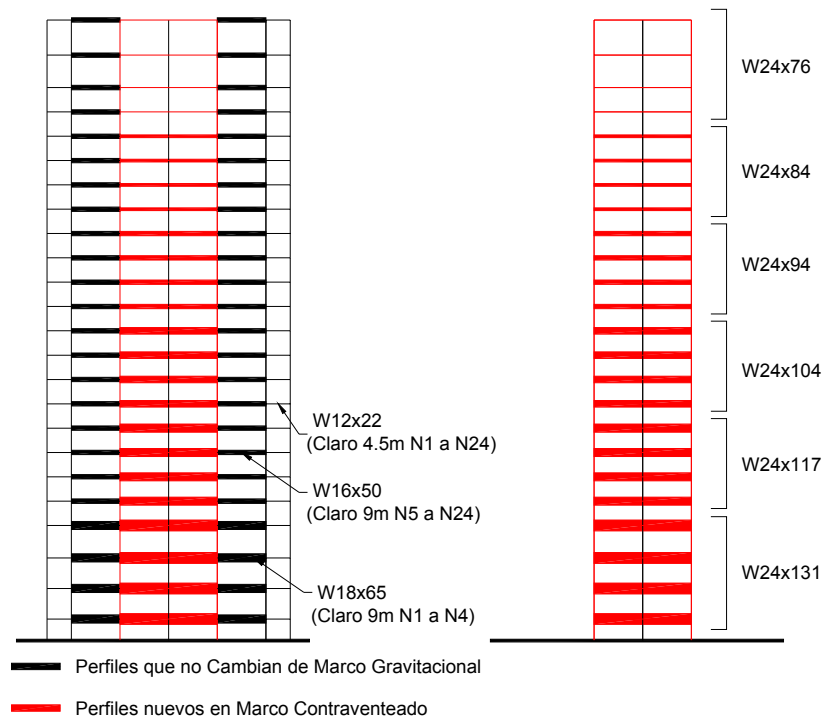 W24x76
W24x84
W24x94
W24x104
W12x22
(Claro 4.5m N1 a N24)
W24x117
W16x50
(Claro 9m N5 a N24)
W24x131
W18x65
(Claro 9m N1 a N4)
Perfiles que no Cambian de Marco Gravitacional
Perfiles nuevos en Marco Contraventeado